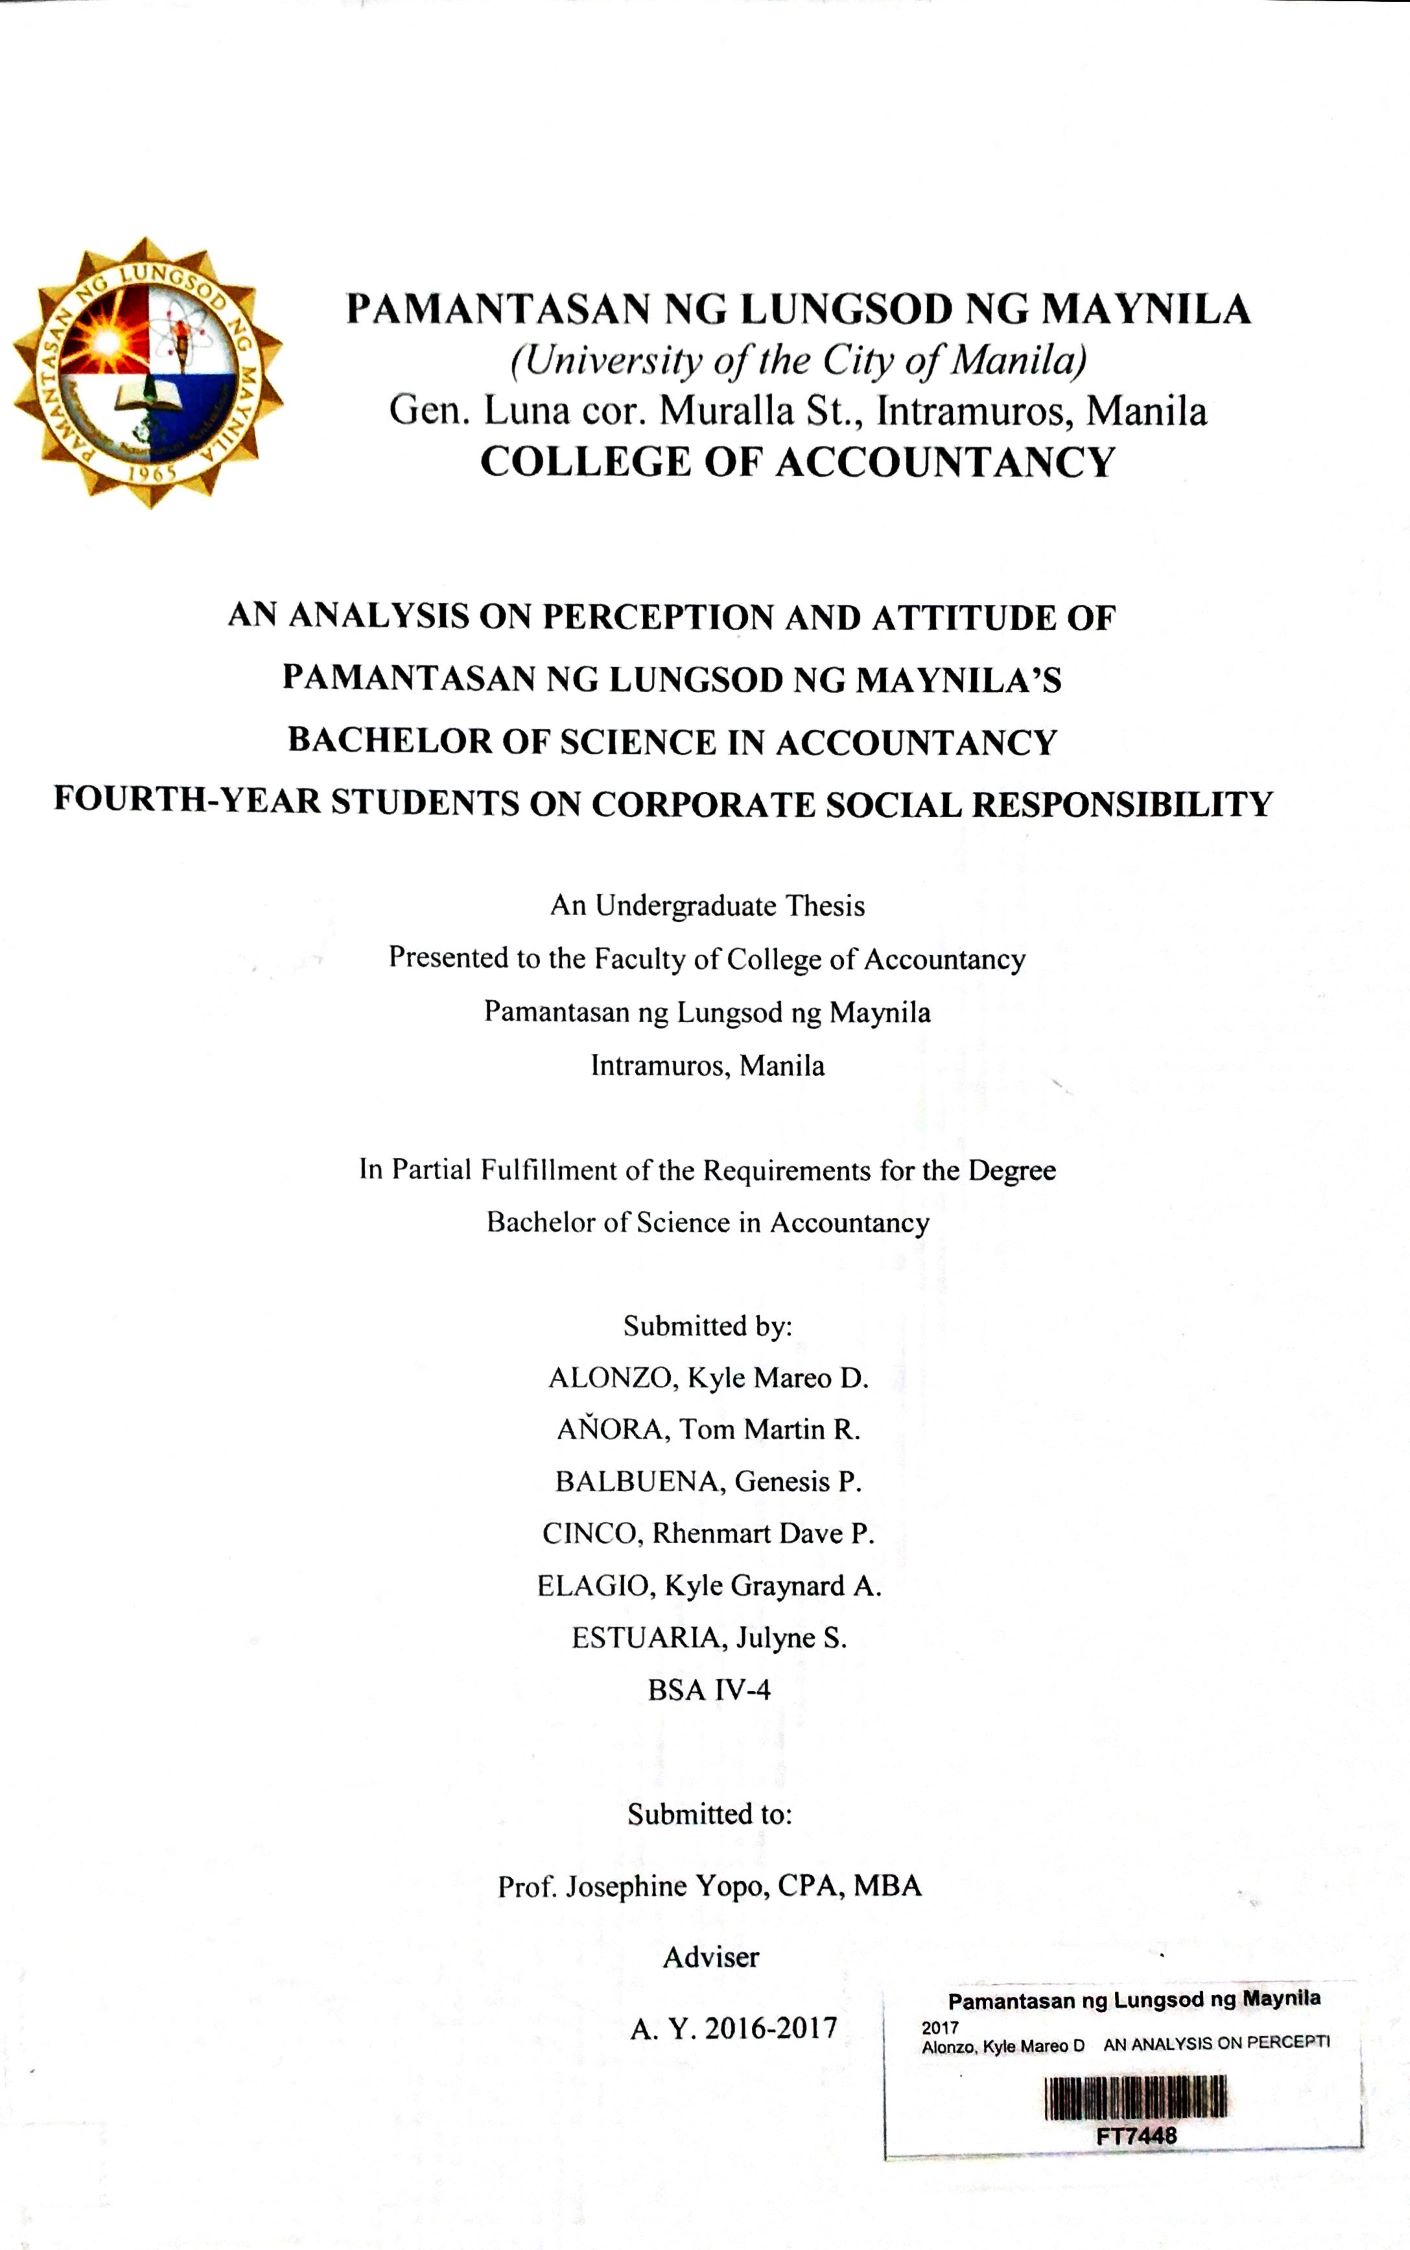 PAMANTASAN NG LUNGSOD NG MAYNILA
1965
PAMANTASAN NG LUNGSOD NG MAYNILA
(University of the City of Manila)
Gen. Luna cor. Muralla St., Intramuros, Manila
COLLEGE OF ACCOUNTANCY
AN ANALYSIS ON PERCEPTION AND ATTITUDE OF
PAMANTASAN NG LUNGSOD NG MAYNILA'S
BACHELOR OF SCIENCE IN ACCOUNTANCY
FOURTH-YEAR STUDENTS ON CORPORATE SOCIAL RESPONSIBILITY
An Undergraduate Thesis
Presented to the Faculty of College of Accountancy
Pamantasan ng Lungsod ng Maynila
Intramuros, Manila
In Partial Fulfillment of the Requirements for the Degree
Bachelor of Science in Accountancy
Submitted by:
ALONZO, Kyle Mareo D.
AŇORA, Tom Martin R.
BALBUENA, Genesis P.
CINCO, Rhenmart Dave P.
ELAGIO, Kyle Graynard A.
ESTUARIA, Julyne S.
BSA IV-4
Submitted to:
Prof. Josephine Yopo, CPA, MBA
Adviser
A. Y. 2016-2017
Pamantasan ng Lungsod ng Maynila
2017
Alonzo, Kyle Mareo D AN ANALYSIS ON PERCEPTI
FT7448